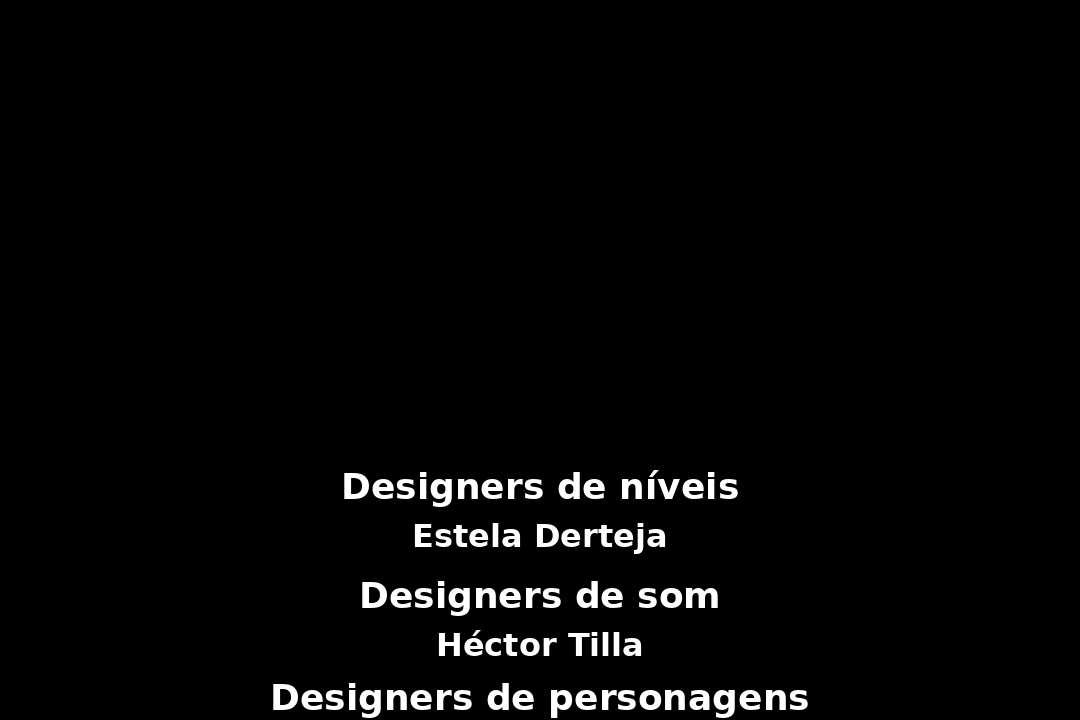 Designers de níveis
Estela Derteja
Designers de som
Héctor Tilla
Designers de personagens